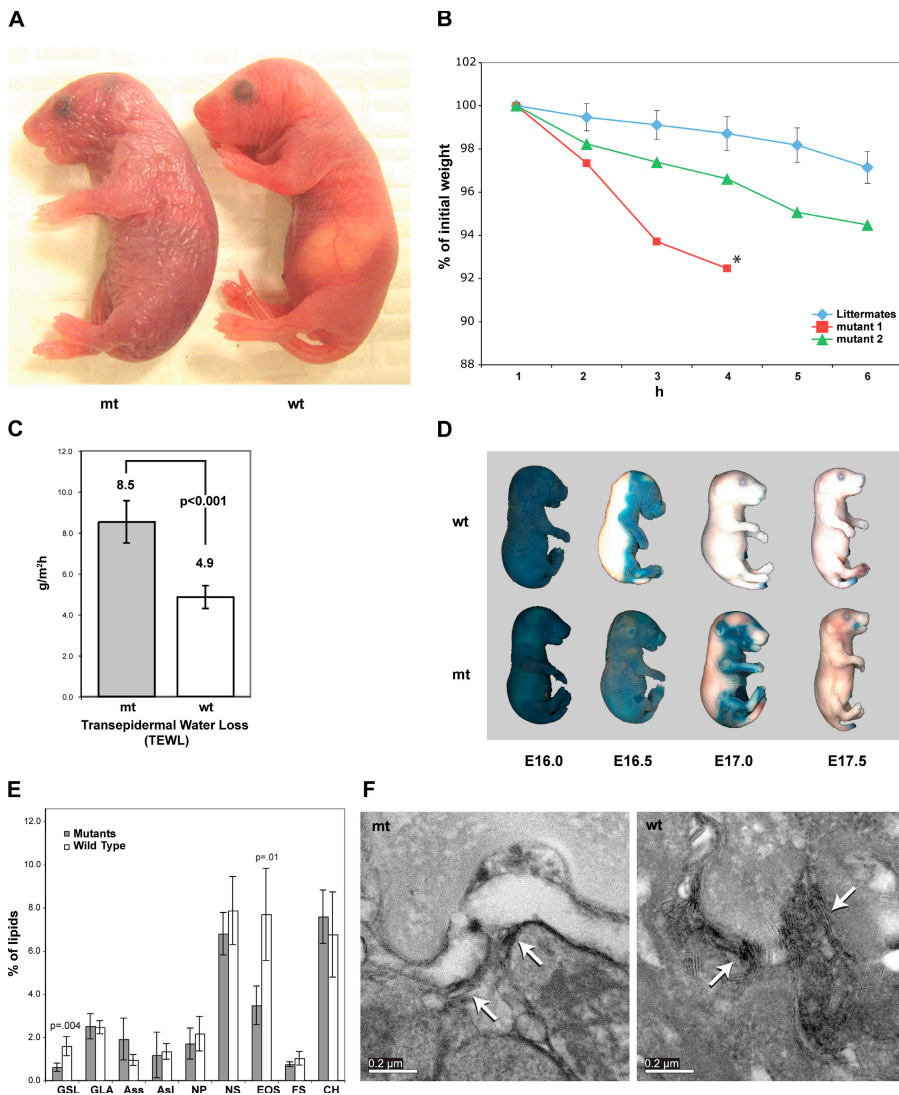 A
mt
wt
B
102
100
98
96
94
92
90
88
% of initial weight
*
Littermates
mutant 1
mutant 2
1 2 3 4 5 6
h
C
12.0
10.0
8.0
6.0
4.0
2.0
0.0
g/m²h
8.5
p<0.001
4.9
mt wt
Transepidermal Water Loss
(TEWL)
D
wt
mt
E16.0 E16.5 E17.0 E17.5
E
12.0
10.0
8.0
6.0
4.0
2.0
0.0
% of lipids
Mutants
Wild Type
p=.01
p=.004
GSL GLA Ass Asl NP NS EOS FS CH
F
mt
0.2 µm
wt
0.2 µm